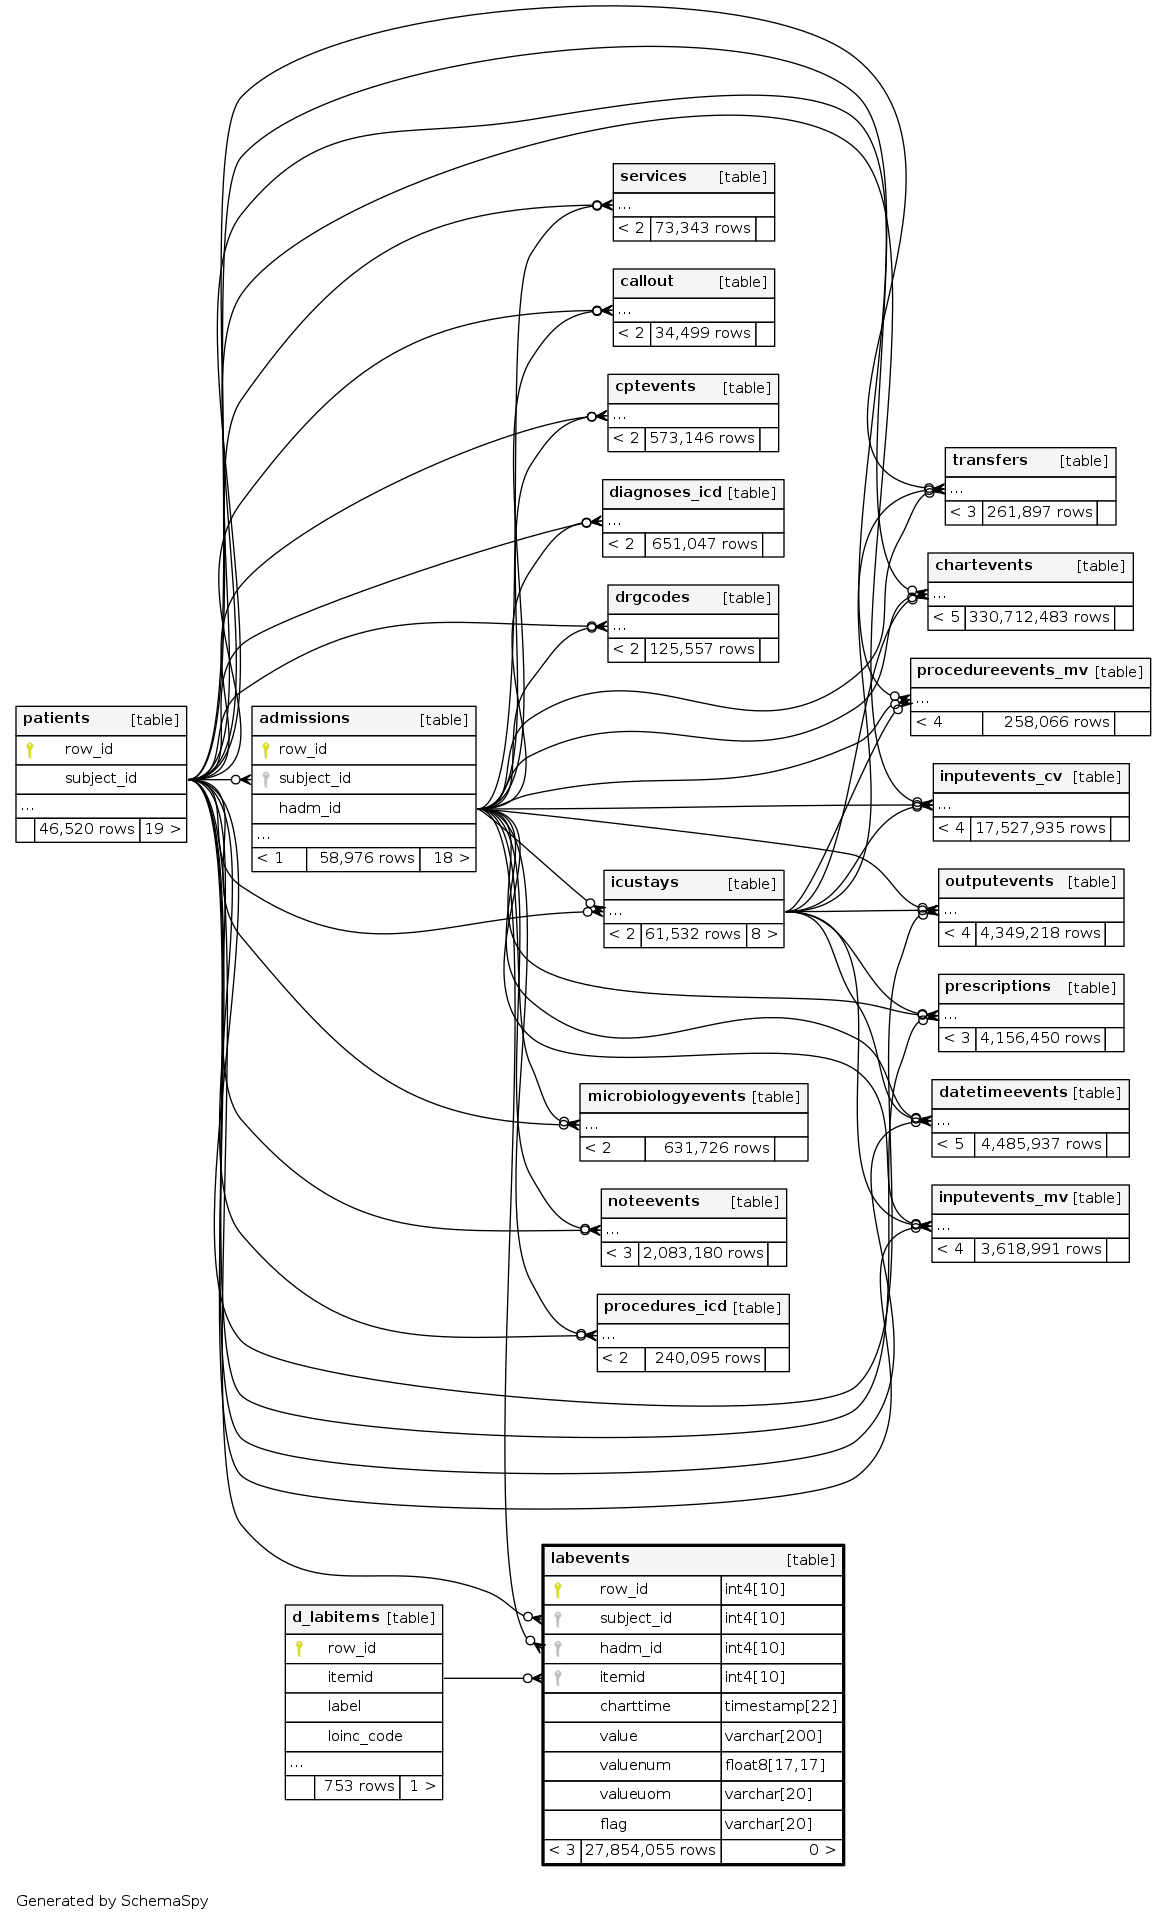 services [table]
...
< 2 73,343 rows
callout [table]
...
< 2 34,499 rows
cptevents [table]
...
< 2 573,146 rows
diagnoses_icd [table]
...
< 2 651,047 rows
drgcodes [table]
...
< 2 125,557 rows
transfers [table]
...
< 3 261,897 rows
chartevents [table]
...
< 5 330,712,483 rows
procedureevents_mv [table]
...
< 4 258,066 rows
patients [table]
row_id
subject_id
...
46,520 rows 19 >
admissions [table]
row_id
subject_id
hadm_id
...
< 1 58,976 rows 18 >
inputevents_cv [table]
...
< 4 17,527,935 rows
icustays [table]
...
< 2 61,532 rows 8 >
outputevents [table]
...
< 4 4,349,218 rows
prescriptions [table]
...
< 3 4,156,450 rows
microbiologyevents [table]
...
< 2 631,726 rows
datetimeevents [table]
...
< 5 4,485,937 rows
noteevents [table]
...
< 3 2,083,180 rows
inputevents_mv [table]
...
< 4 3,618,991 rows
procedures_icd [table]
...
< 2 240,095 rows
labevents [table]
row_id int4[10]
subject_id int4[10]
hadm_id int4[10]
itemid int4[10]
charttime timestamp[22]
value varchar[200]
valuenum float8[17,17]
valueuom varchar[20]
flag varchar[20]
< 3 27,854,055 rows 0 >
d_labitems [table]
row_id
itemid
label
loinc_code
...
753 rows 1 >
Generated by SchemaSpy